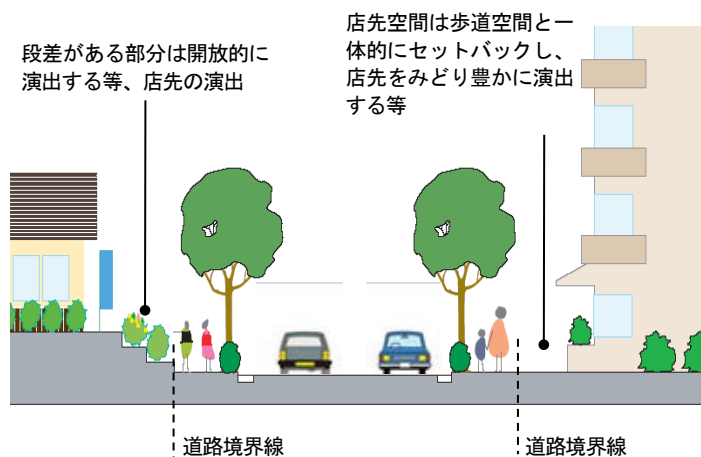 段差がある部分は開放的に
演出する等、店先の演出
店先空間は歩道空間と一
体的にセットバックし、
店先をみどり豊かに演出
する等
道路境界線
道路境界線